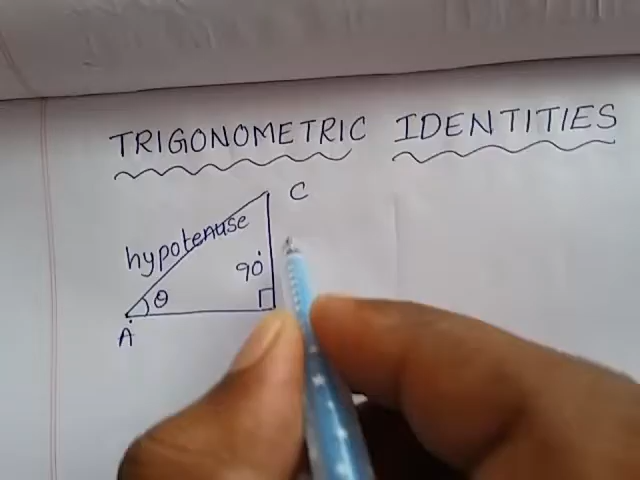 TRIGONOMETRIC IDENTITIES
C
hypotenuse
90°
θ
A